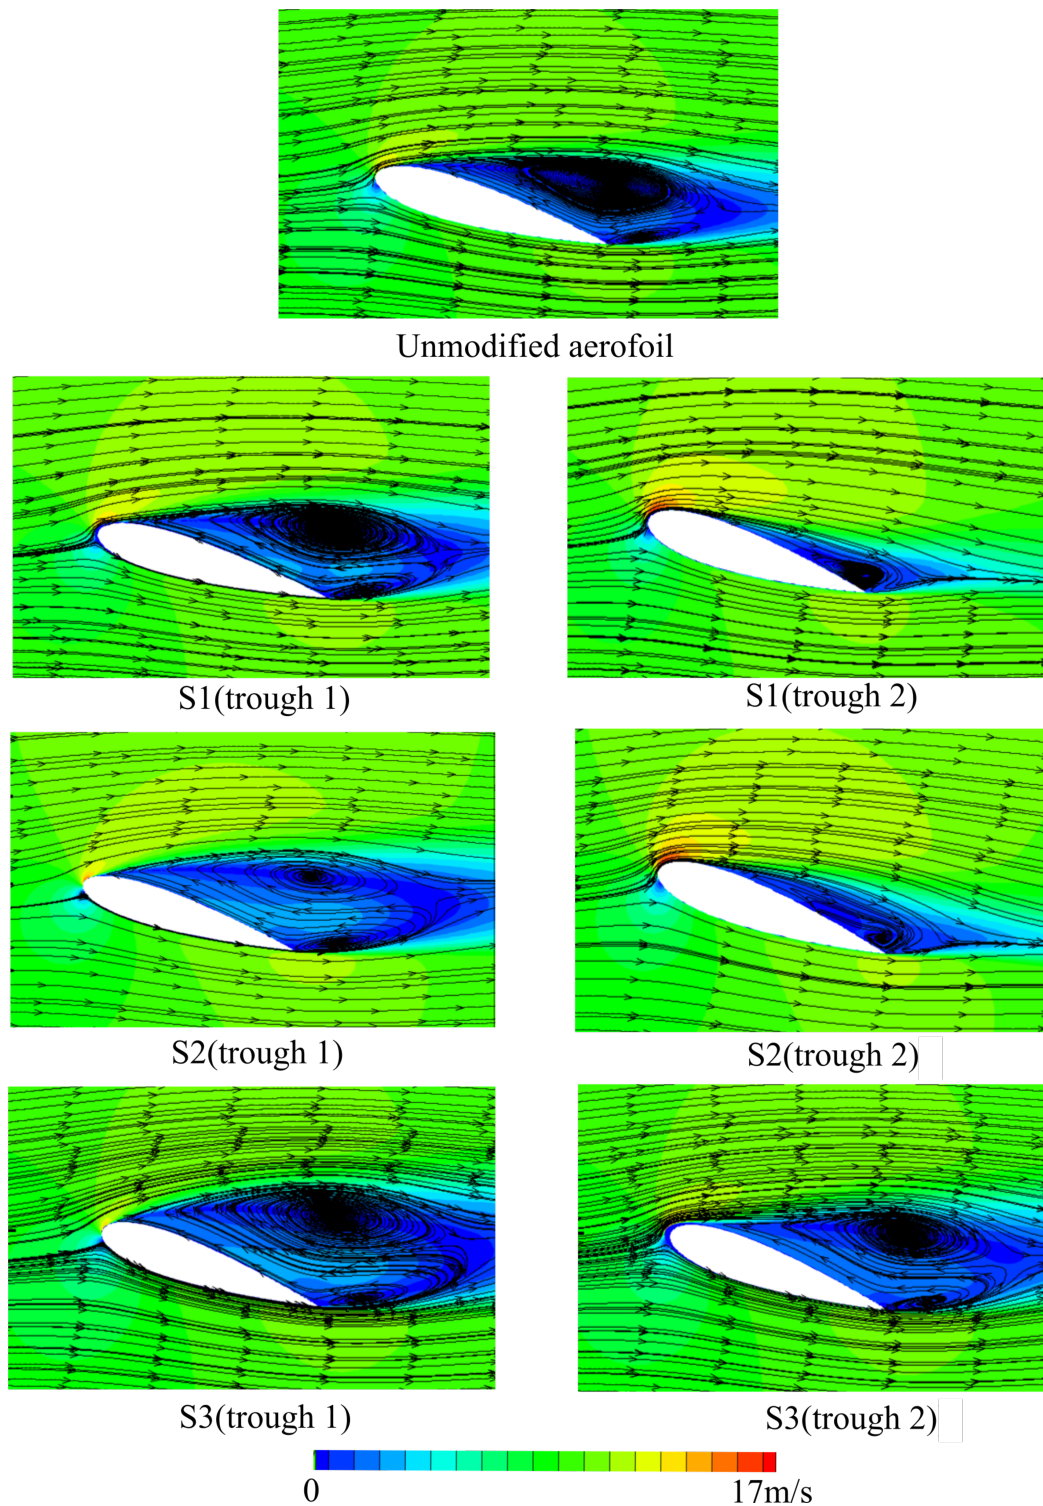 Unmodified aerofoil
S1(trough 1)
S1(trough 2)
S2(trough 1)
S2(trough 2)
S3(trough 1)
S3(trough 2)
0
17m/s